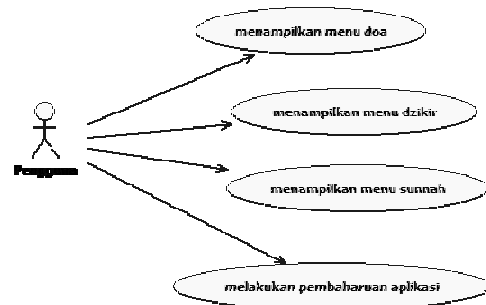 menampilkan menu doa
menampilkan menu dzikir
Pengguna
menampilkan menu sunnah
melakukan pembaharuan aplikasi